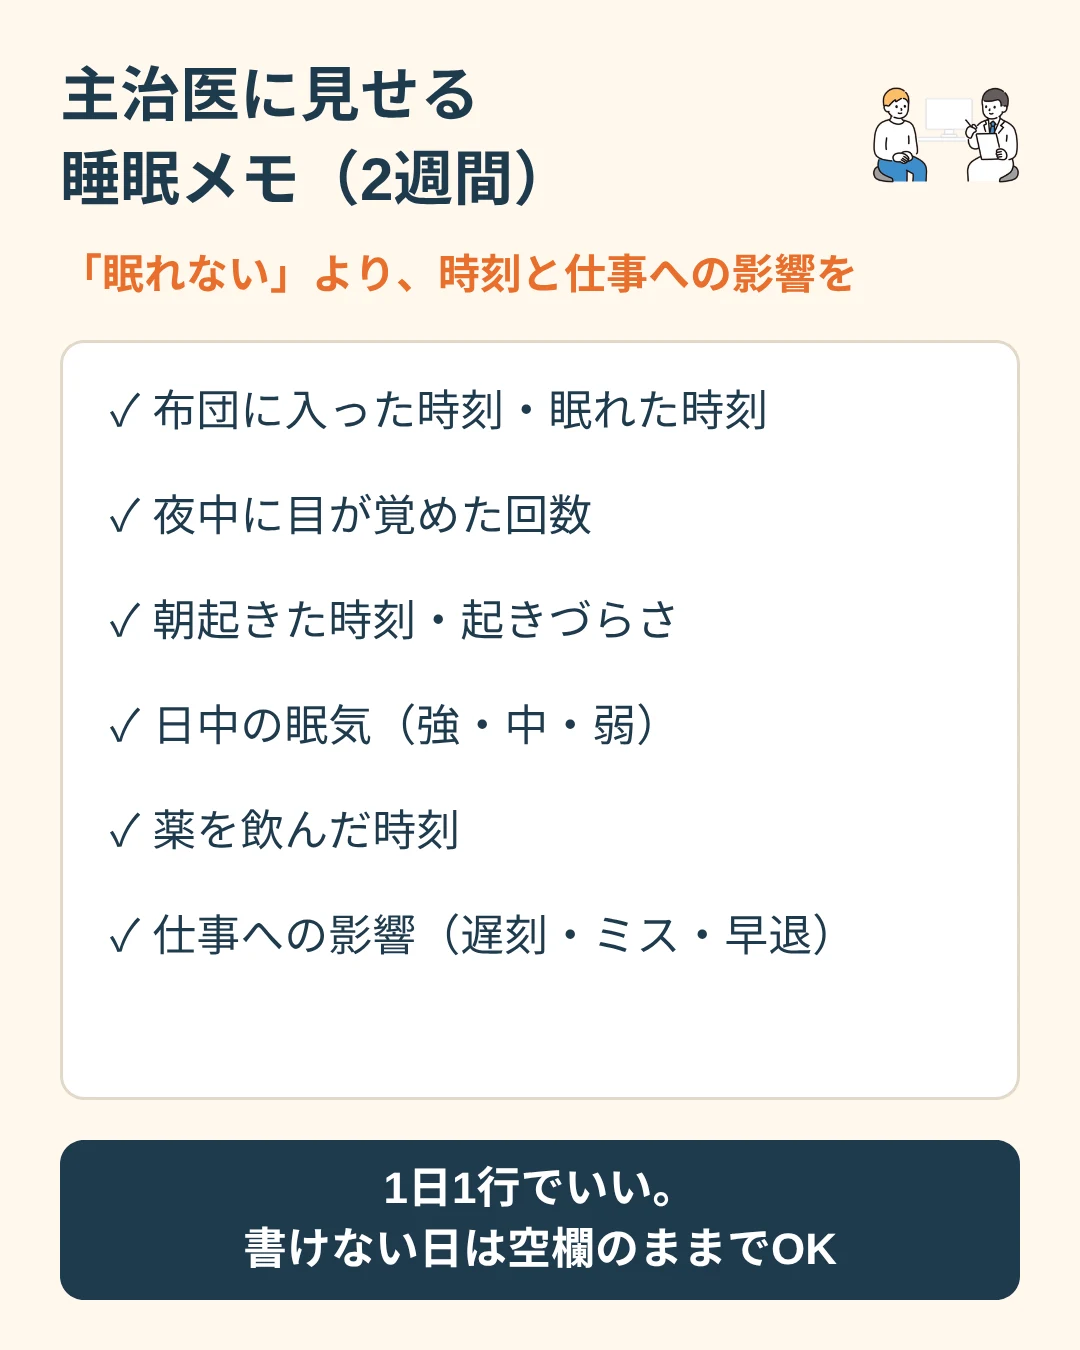 主治医に見せる
睡眠メモ（2週間）
「眠れない」より、時刻と仕事への影響を
✓ 布団に入った時刻・眠れた時刻
✓ 夜中に目が覚めた回数
✓ 朝起きた時刻・起きづらさ
✓ 日中の眠気（強・中・弱）
✓ 薬を飲んだ時刻
✓ 仕事への影響（遅刻・ミス・早退）
1日1行でいい。
書けない日は空欄のままでOK